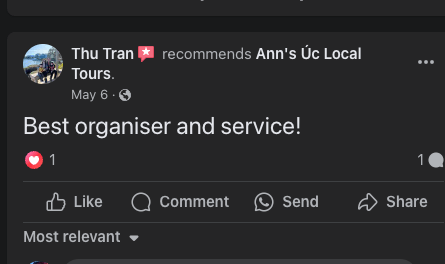 Thu Tran recommends Ann's Úc Local
Tours.
May 6 ·
Best organiser and service!
1 1
Like Comment Send Share
Most relevant